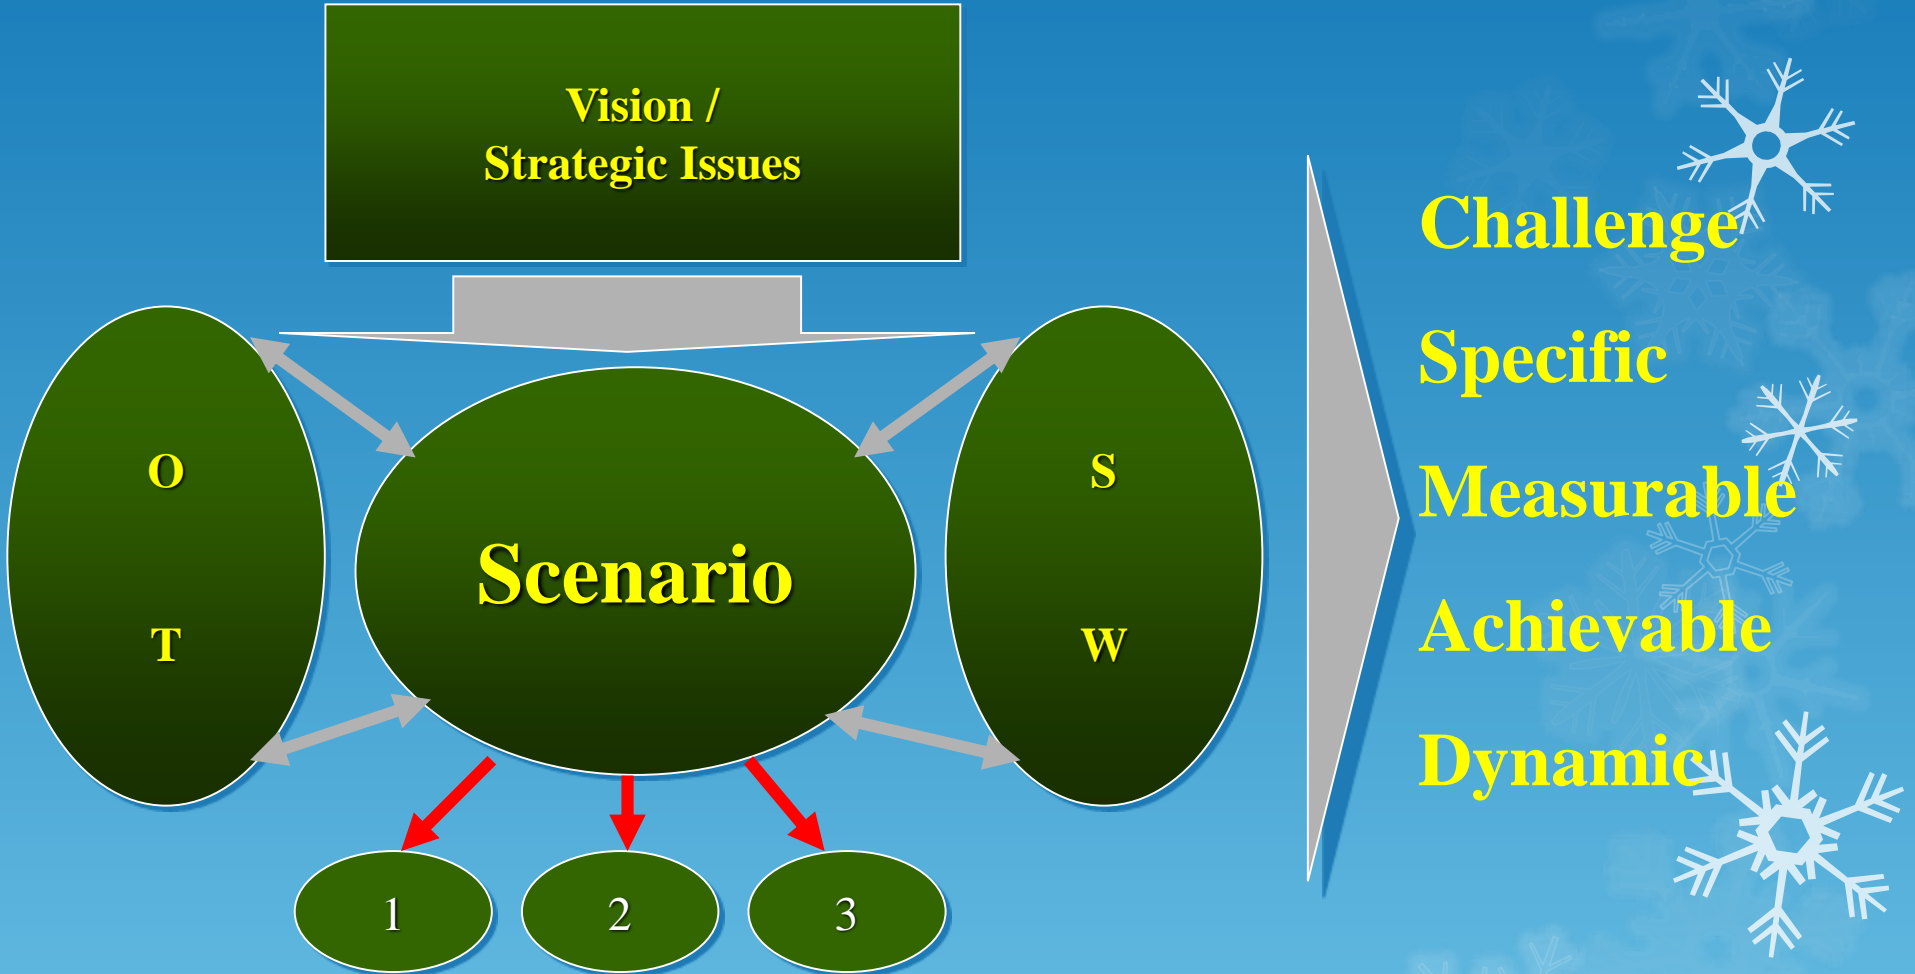 Vision /
Strategic Issues
O
T
Scenario
S
W
1
2
3
Challenge
Specific
Measurable
Achievable
Dynamic